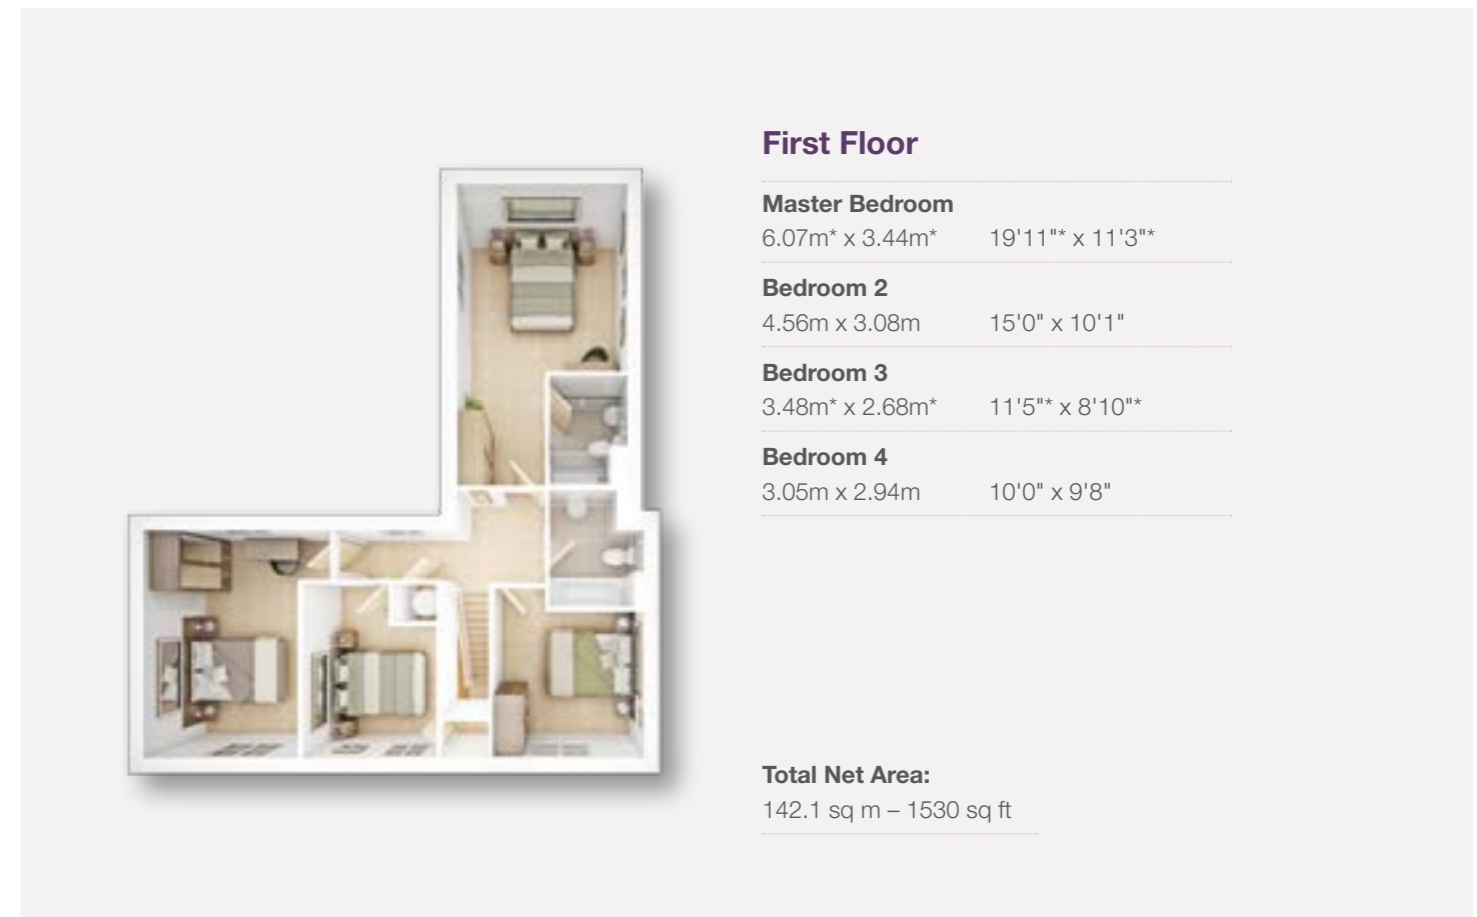 First Floor
Master Bedroom
6.07m* x 3.44m* 19'11"* x 11'3"*
Bedroom 2
4.56m x 3.08m 15'0" x 10'1"
Bedroom 3
3.48m* x 2.68m* 11'5"* x 8'10"*
Bedroom 4
3.05m x 2.94m 10'0" x 9'8"
Total Net Area:
142.1 sq m – 1530 sq ft